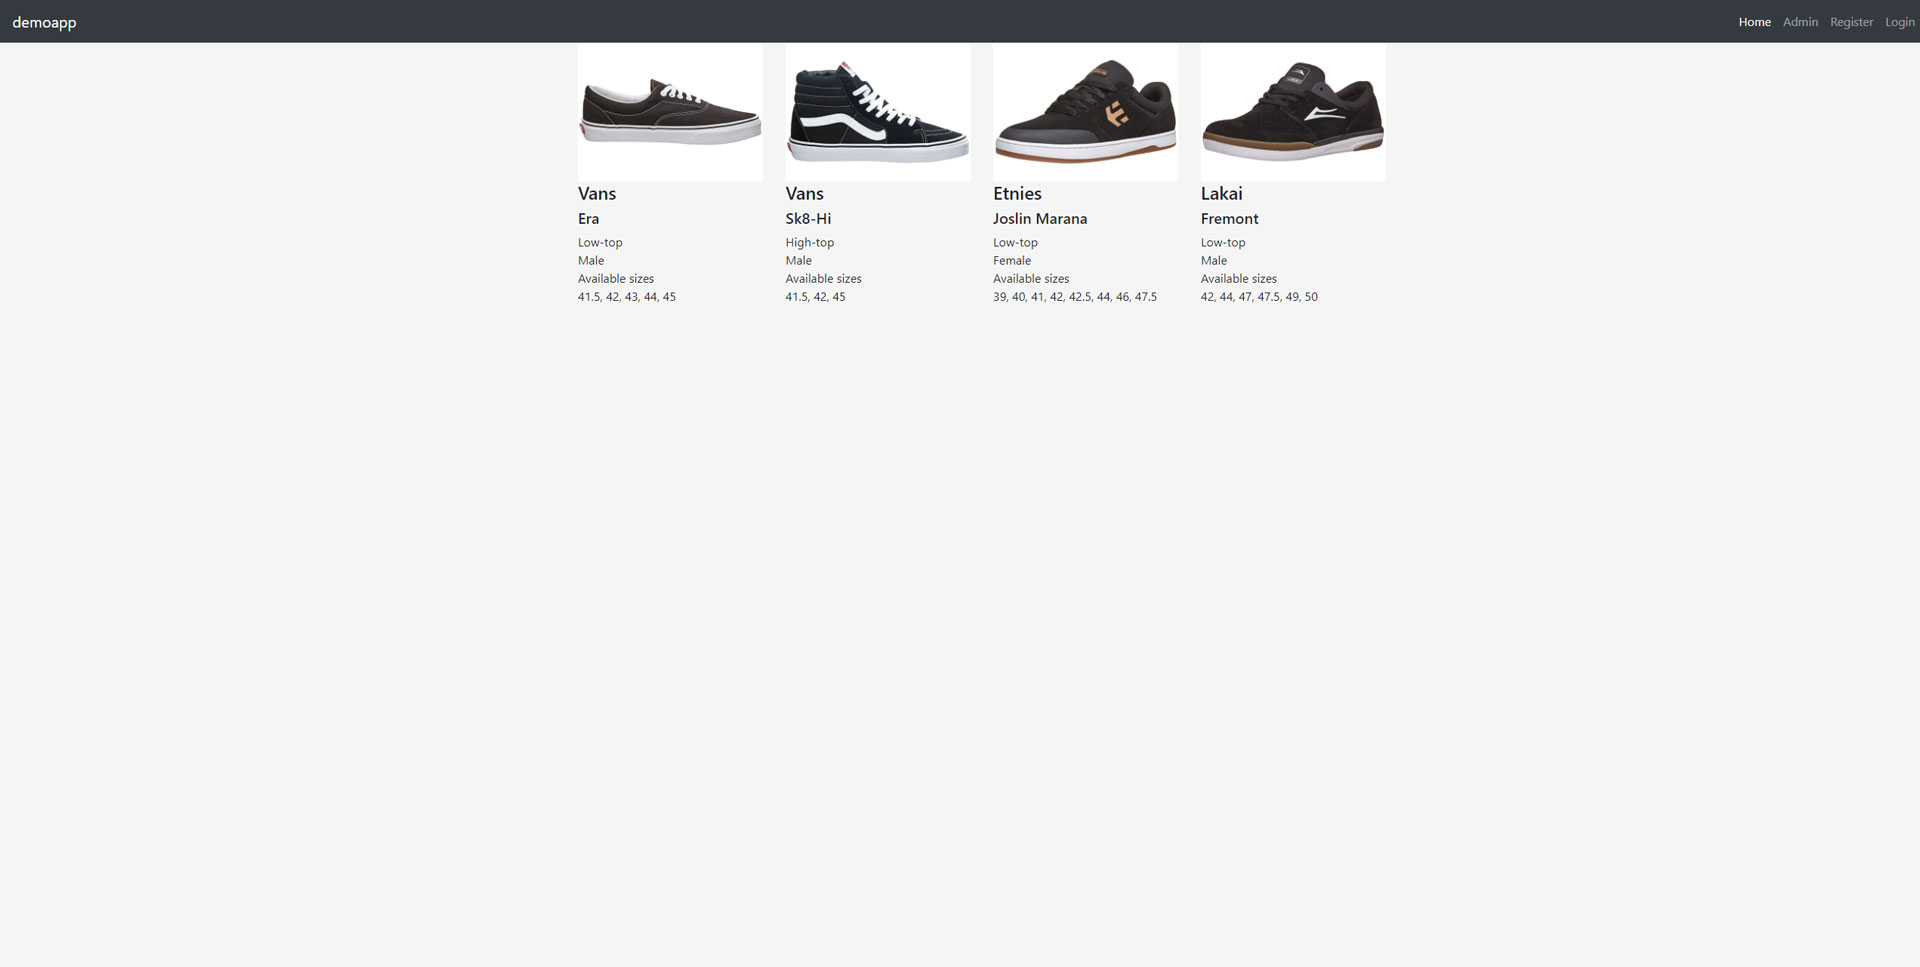 demoapp
Home Admin Register Login
Vans
Era
Low-top
Male
Available sizes
41.5, 42, 43, 44, 45
Vans
Sk8-Hi
High-top
Male
Available sizes
41.5, 42, 45
Etnies
Joslin Marana
Low-top
Female
Available sizes
39, 40, 41, 42, 42.5, 44, 46, 47.5
Lakai
Fremont
Low-top
Male
Available sizes
42, 44, 47, 47.5, 49, 50